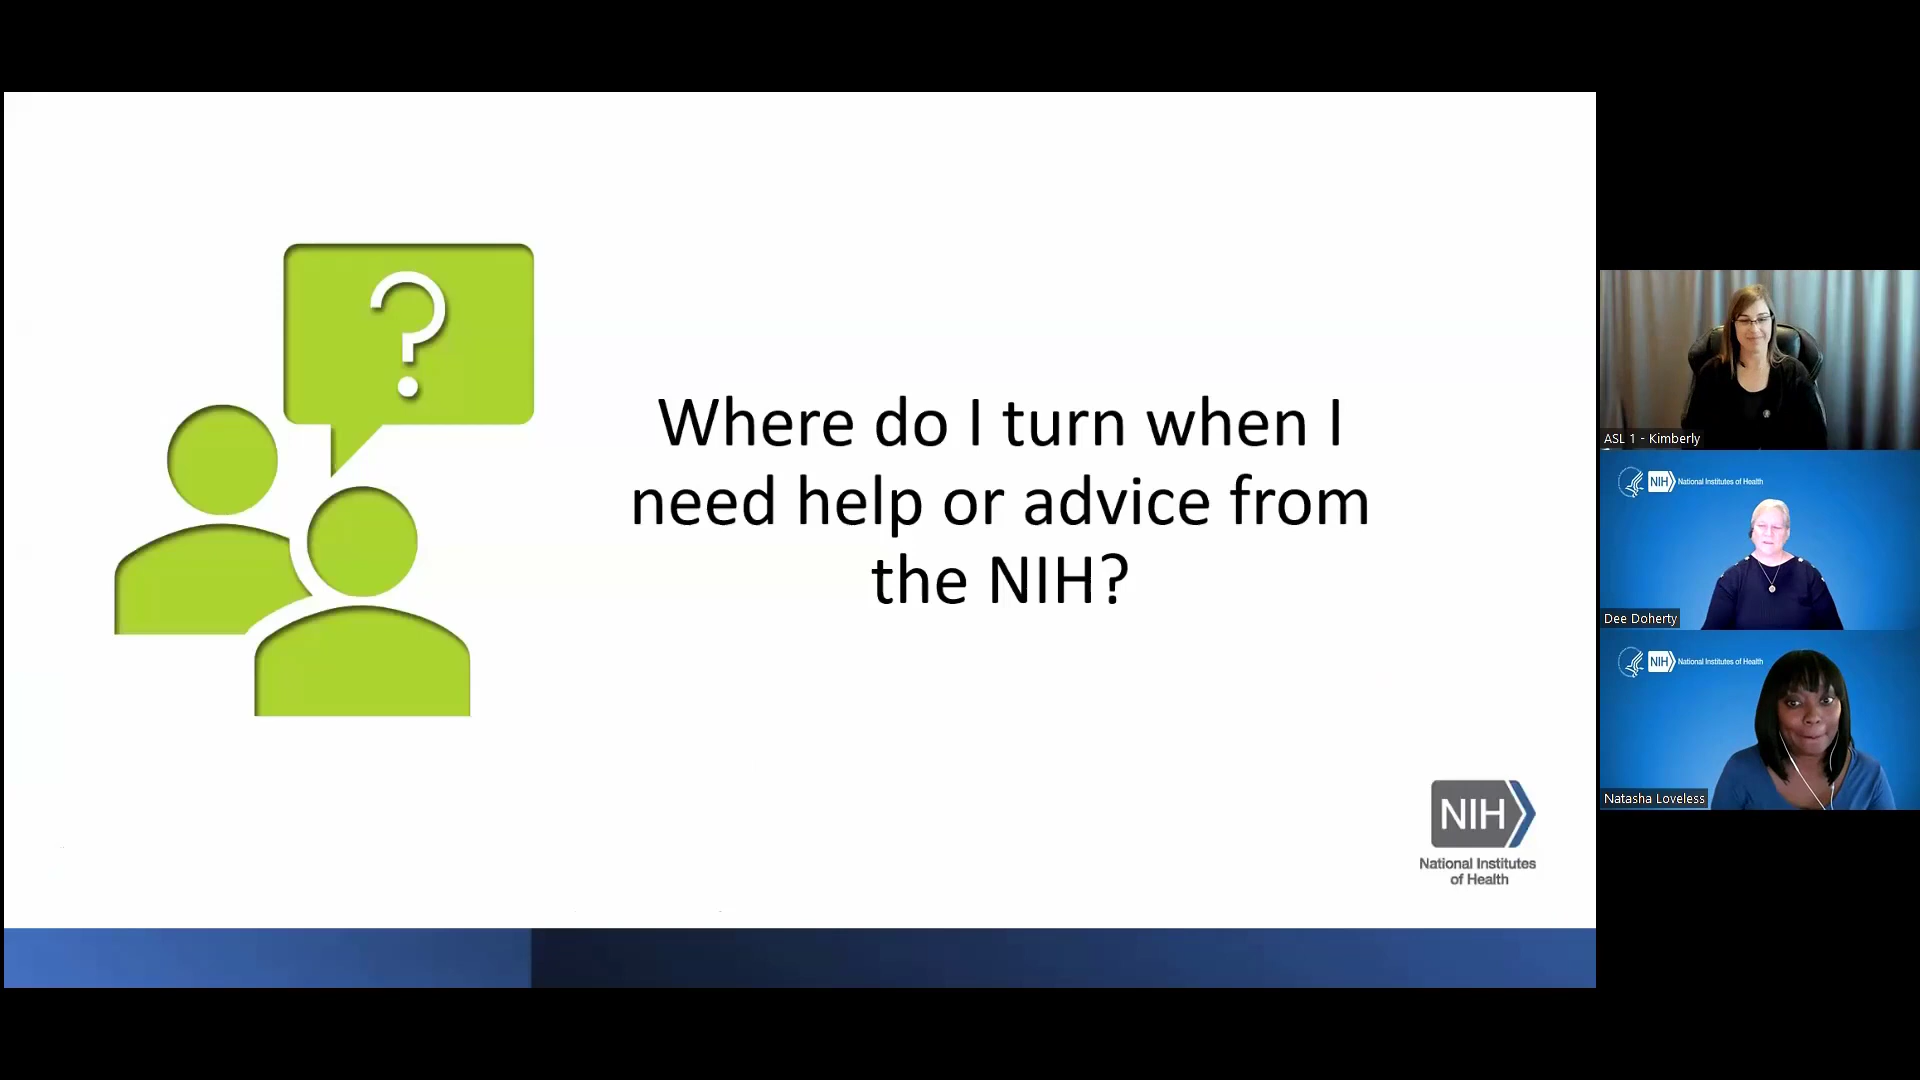 ?
Where do I turn when I
need help or advice from
the NIH?
NIH
National Institutes
of Health
ASL 1 - Kimberly
NIH National Institutes of Health
Dee Doherty
NIH National Institutes of Health
Natasha Loveless